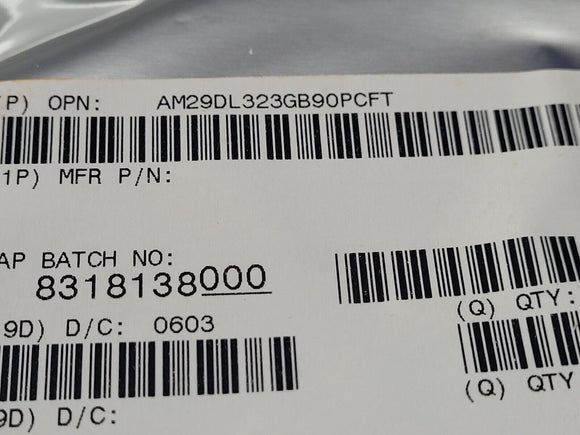 P) OPN: AM29DL323GB90PCFT
1P) MFR P/N:
AP BATCH NO:
8318138000
(Q) QTY:
9D) D/C: 0603
(Q) QTY
9D) D/C: